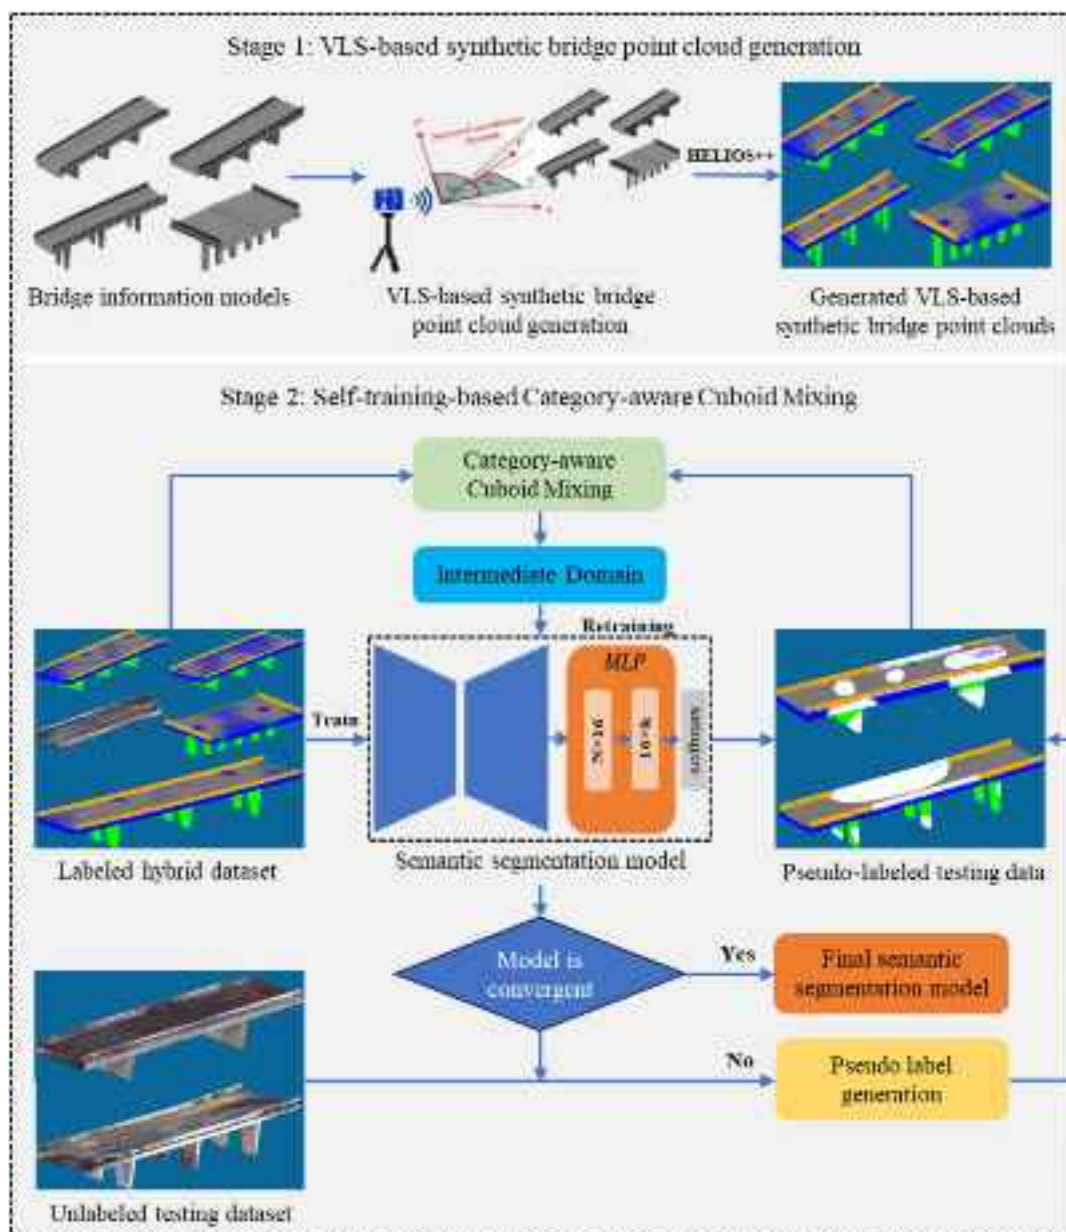 Stage 1: VLS-based synthetic bridge point cloud generation
HELIOS++
Bridge information models
VLS-based synthetic bridge
point cloud generation
Generated VLS-based
synthetic bridge point clouds
Stage 2: Self-training-based Category-aware Cuboid Mixing
Category-aware
Cuboid Mixing
Intermediate Domain
Retraining
MLP
Train
N×16
16×k
softmax
Labeled hybrid dataset
Semantic segmentation model
Pseudo-labeled testing data
Model is
convergent
Yes
Final semantic
segmentation model
No
Pseudo label
generation
Unlabeled testing dataset